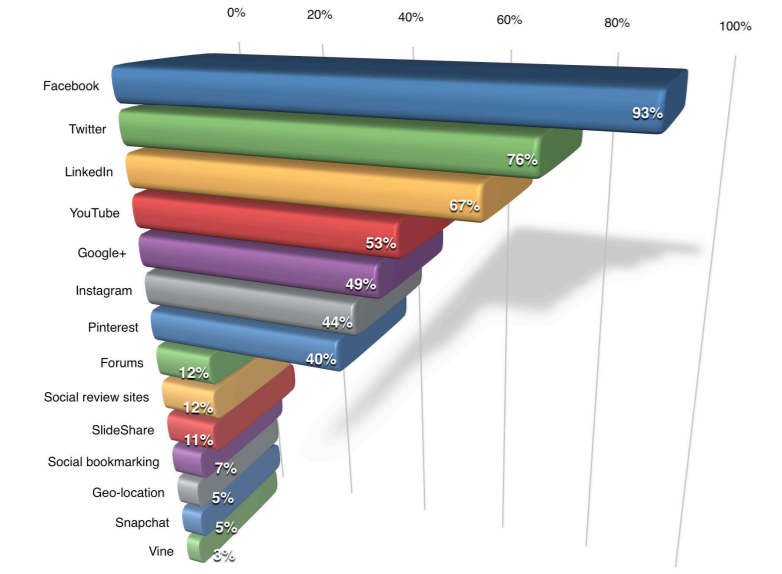 0% 20% 40% 60% 80% 100%
Facebook 93%
Twitter 76%
LinkedIn 67%
YouTube 53%
Google+ 49%
Instagram 44%
Pinterest 40%
Forums 12%
Social review sites 12%
SlideShare 11%
Social bookmarking 7%
Geo-location 5%
Snapchat 5%
Vine 3%